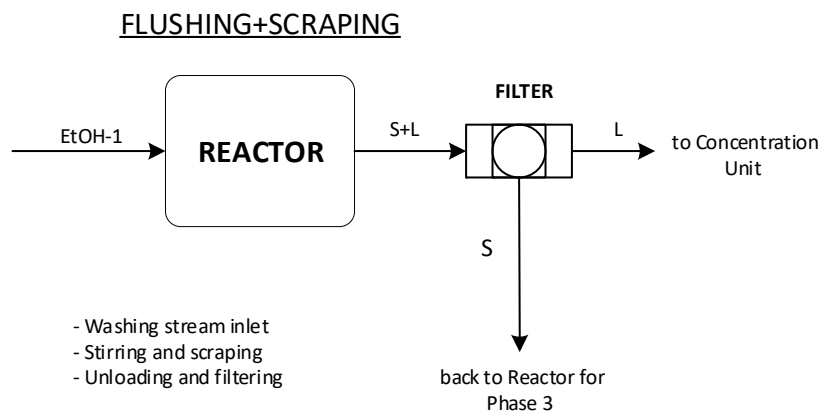 FLUSHING+SCRAPING
FILTER
EtOH-1
REACTOR
S+L
L
to Concentration
Unit
S
- Washing stream inlet
- Stirring and scraping
- Unloading and filtering
back to Reactor for
Phase 3